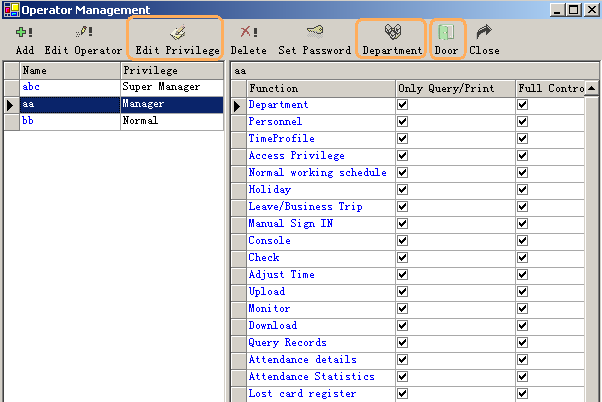 Operator Management
Add Edit Operator Edit Privilege Delete Set Password Department Door Close
Name Privilege
abc Super Manager
aa Manager
bb Normal
aa
Function Only Query/Print Full Contro
Department
Personnel
TimeProfile
Access Privilege
Normal working schedule
Holiday
Leave/Business Trip
Manual Sign IN
Console
Check
Adjust Time
Upload
Monitor
Download
Query Records
Attendance details
Attendance Statistics
Lost card register